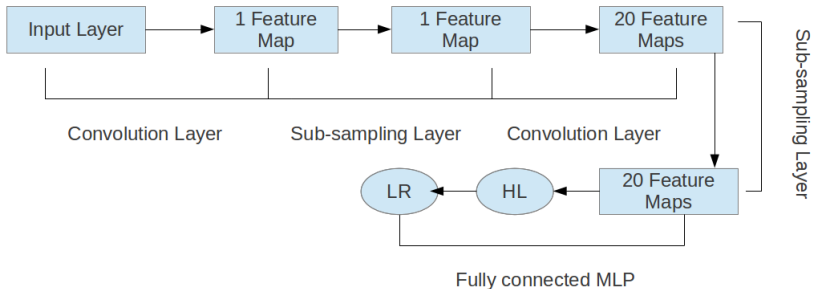 Input Layer
1 Feature
Map
1 Feature
Map
20 Feature
Maps
Sub-sampling Layer
Convolution Layer
Sub-sampling Layer
Convolution Layer
LR
HL
20 Feature
Maps
Fully connected MLP